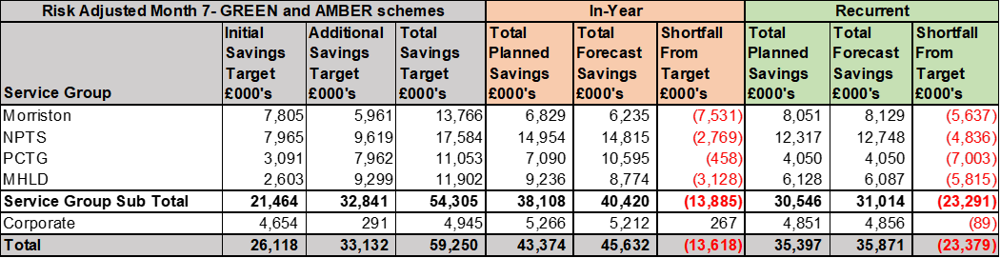 Risk Adjusted Month 7- GREEN and AMBER schemes In-Year Recurrent
Service Group Initial Savings Target £000's Additional Savings Target £000's Total Savings Target £000's Total Planned Savings £000's Total Forecast Savings £000's Shortfall From Target £000's Total Planned Savings £000's Total Forecast Savings £000's Shortfall From Target £000's
Morriston 7,805 5,961 13,766 6,829 6,235 (7,531) 8,051 8,129 (5,637)
NPTS 7,965 9,619 17,584 14,954 14,815 (2,769) 12,317 12,748 (4,836)
PCTG 3,091 7,962 11,053 7,090 10,595 (458) 4,050 4,050 (7,003)
MHLD 2,603 9,299 11,902 9,236 8,774 (3,128) 6,128 6,087 (5,815)
Service Group Sub Total 21,464 32,841 54,305 38,108 40,420 (13,885) 30,546 31,014 (23,291)
Corporate 4,654 291 4,945 5,266 5,212 267 4,851 4,856 (89)
Total 26,118 33,132 59,250 43,374 45,632 (13,618) 35,397 35,871 (23,379)